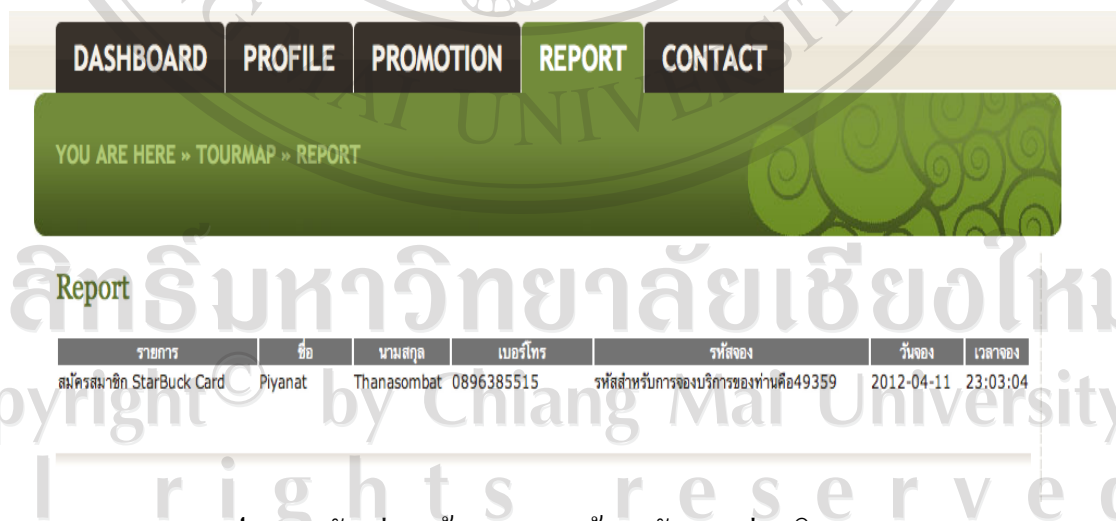 DASHBOARD PROFILE PROMOTION REPORT CONTACT
YOU ARE HERE » TOURMAP » REPORT
Report
รายการ ชื่อ นามสกุล เบอร์โทร รหัสจอง วันจอง เวลาจอง
สมัครสมาชิก StarBuck Card Piyanat Thanasombat 0896385515 รหัสสำหรับการจองบริการของท่านคือ49359 2012-04-11 23:03:04
สิทธิ์มหาวิทยาลัยเชียงใหม
pyright© by Chiang Mai University
l rights reserve